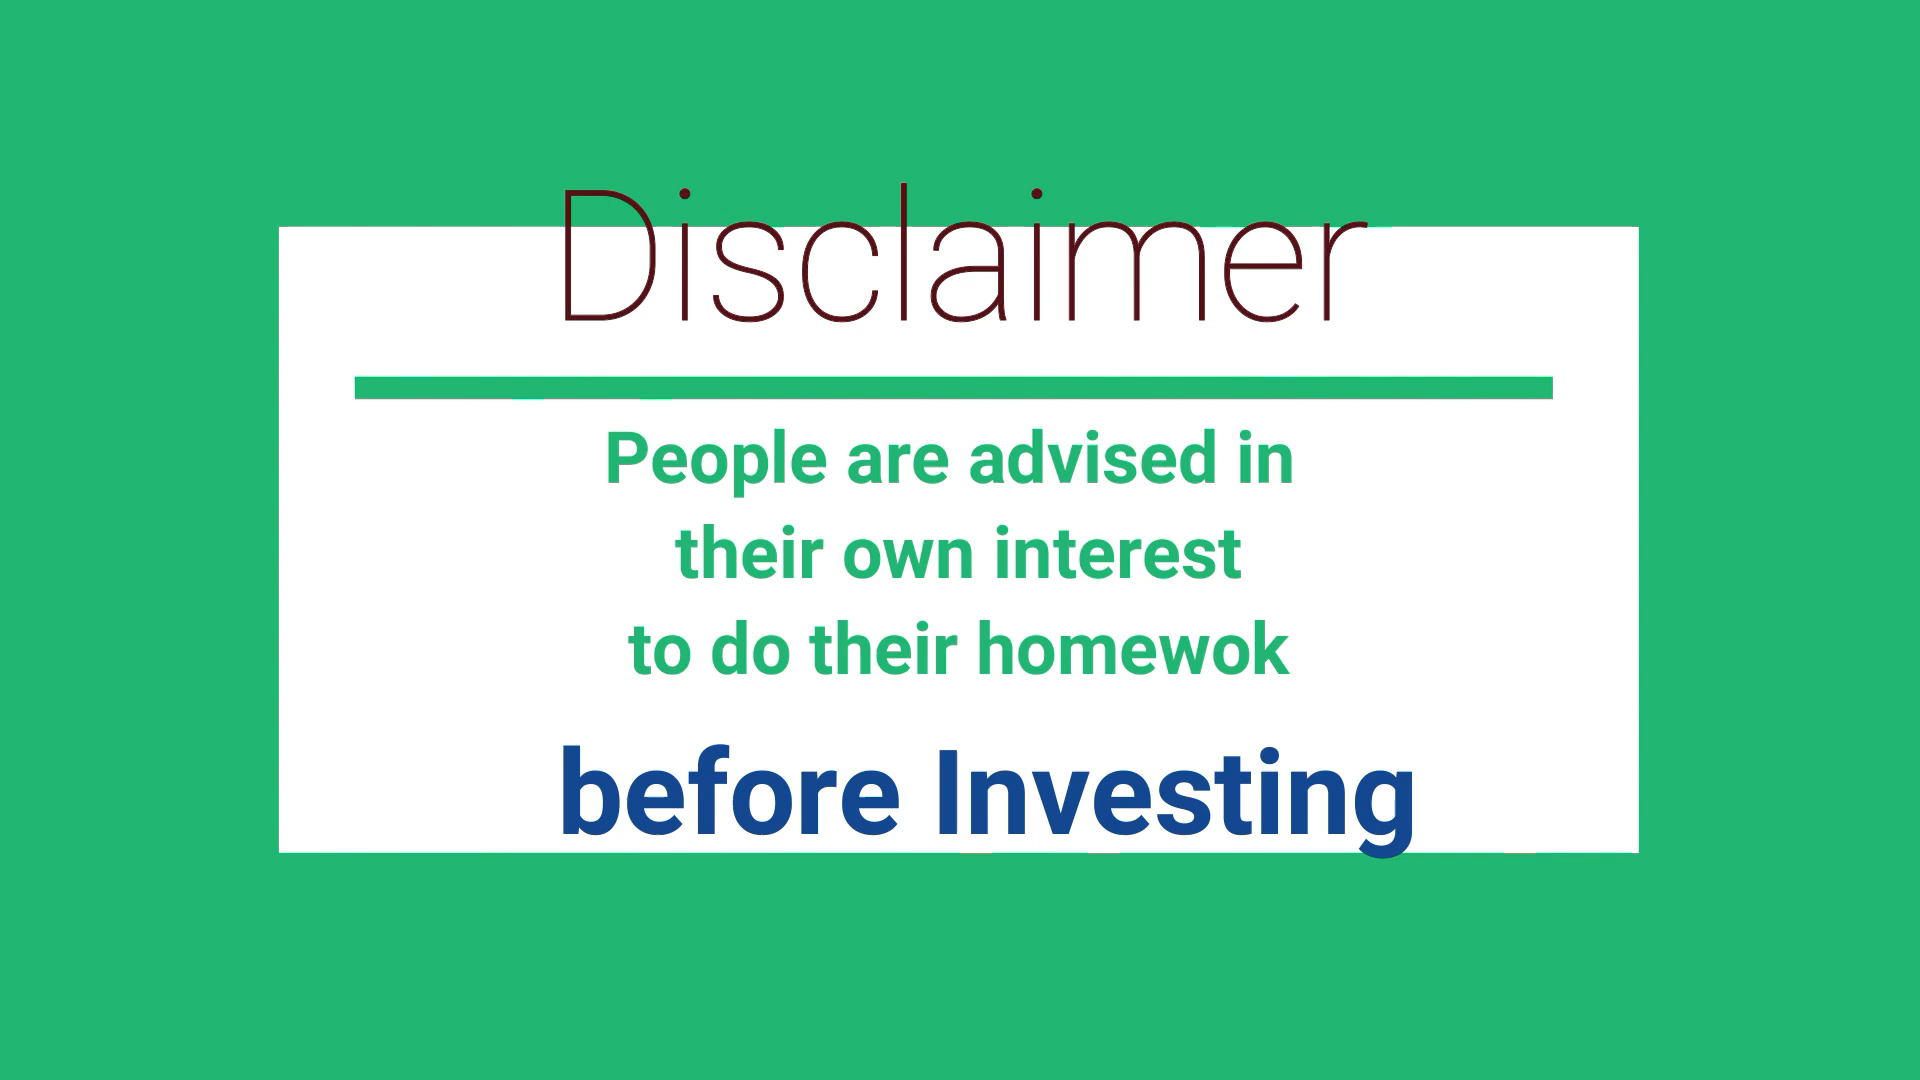 Disclaimer
People are advised in
their own interest
to do their homewok
before Investing